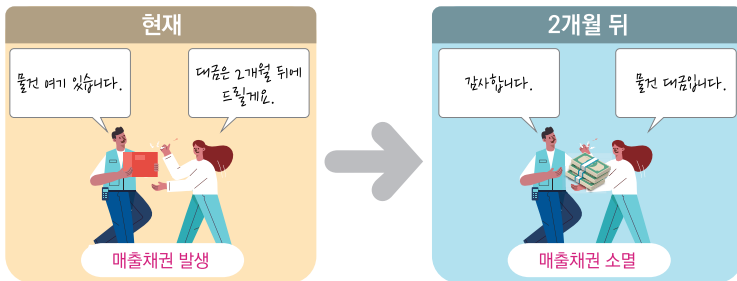 현재
물건 여기 있습니다.
대금은 2개월 뒤에
드릴게요.
매출채권 발생
2개월 뒤
감사합니다.
물건 대금입니다.
매출채권 소멸